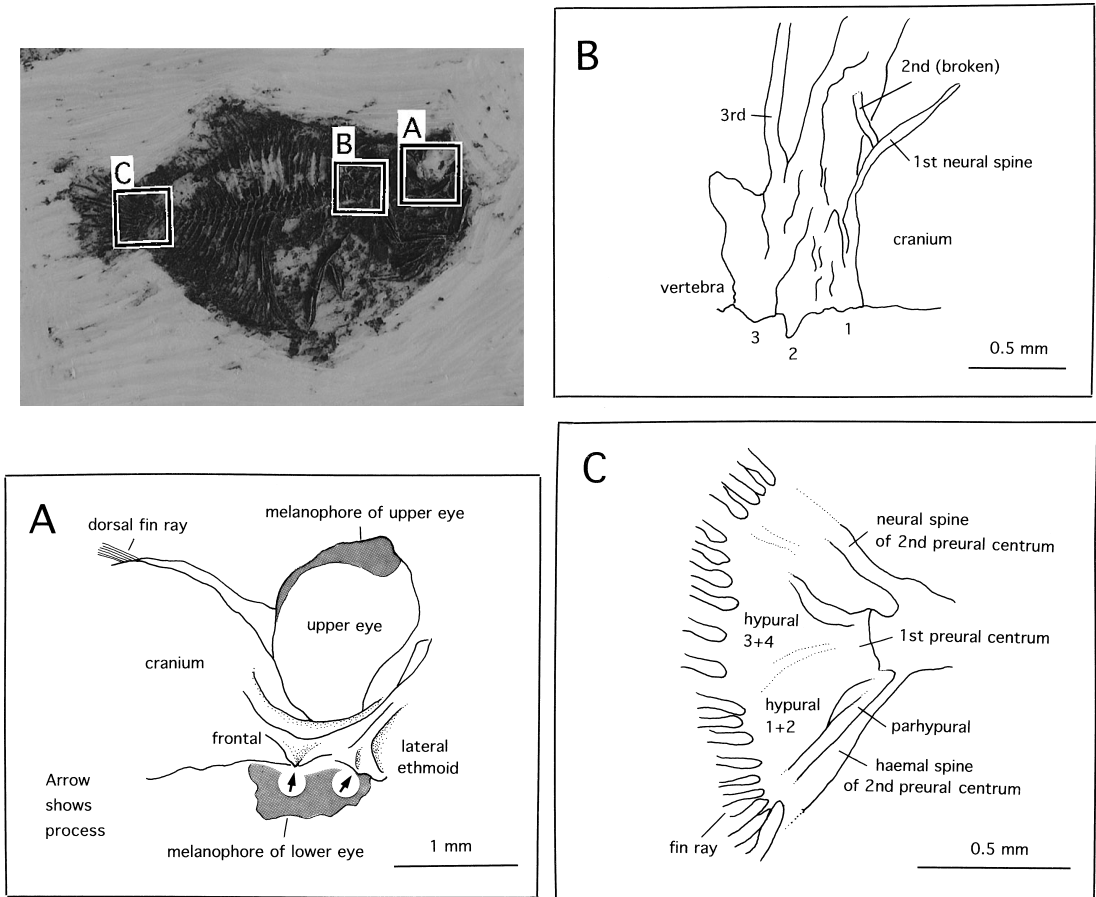 C
B
A
B
2nd (broken)
3rd
1st neural spine
cranium
vertebra
3
2
1
0.5 mm
A
dorsal fin ray
melanophore of upper eye
upper eye
cranium
frontal
lateral
ethmoid
Arrow
shows
process
melanophore of lower eye
1 mm
C
neural spine
of 2nd preural centrum
hypural
3+4
1st preural centrum
hypural
1+2
parhypural
haemal spine
of 2nd preural centrum
fin ray
0.5 mm